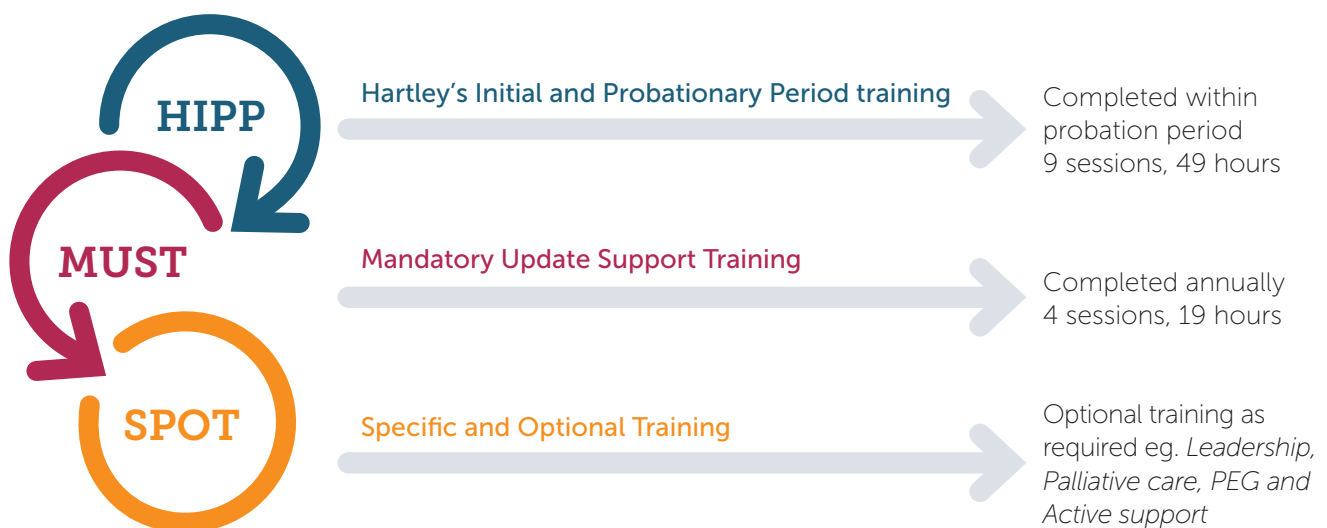 HIPP
Hartley’s Initial and Probationary Period training
Completed within
probation period
9 sessions, 49 hours
MUST
Mandatory Update Support Training
Completed annually
4 sessions, 19 hours
SPOT
Specific and Optional Training
Optional training as
required eg. Leadership,
Palliative care, PEG and
Active support